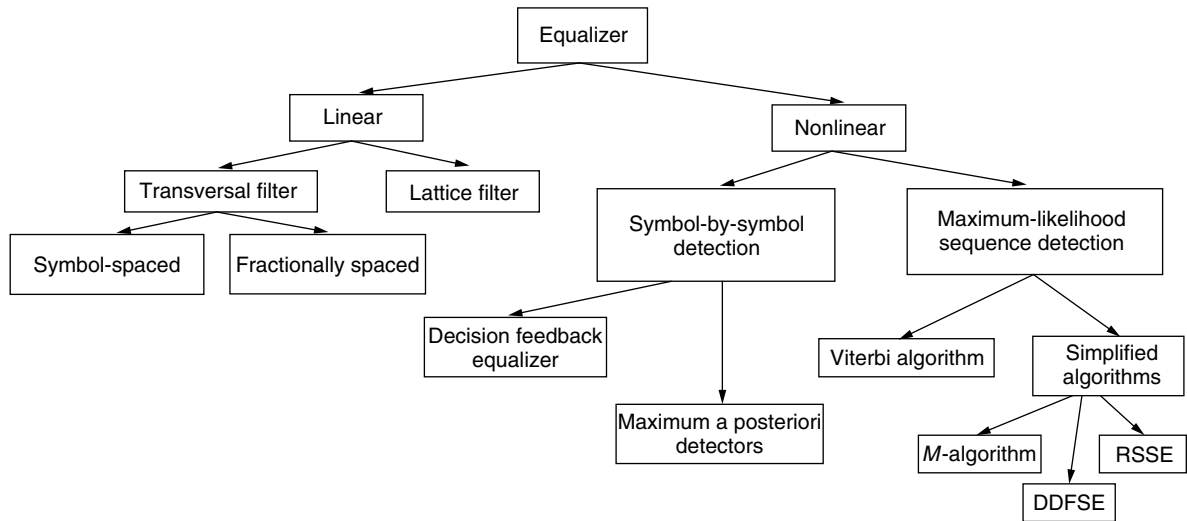 Equalizer
Linear
Nonlinear
Transversal filter
Lattice filter
Symbol-by-symbol
detection
Maximum-likelihood
sequence detection
Symbol-spaced
Fractionally spaced
Decision feedback
equalizer
Viterbi algorithm
Simplified
algorithms
Maximum a posteriori
detectors
M-algorithm
RSSE
DDFSE